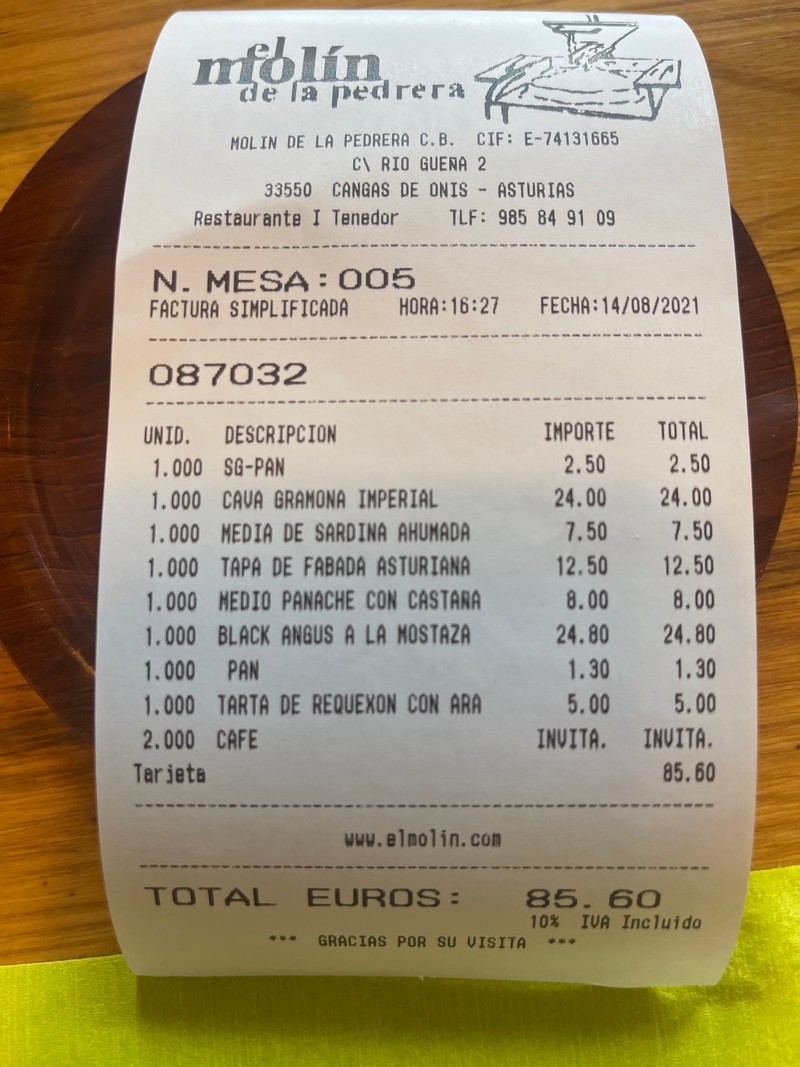 el
molín
de la pedrera
MOLIN DE LA PEDRERA C.B. CIF: E-74131665
C\ RIO GUEÑA 2
33550 CANGAS DE ONIS - ASTURIAS
Restaurante I Tenedor TLF: 985 84 91 09
N. MESA: 005
FACTURA SIMPLIFICADA HORA:16:27 FECHA:14/08/2021
087032
UNID. DESCRIPCION IMPORTE TOTAL
1.000 SG-PAN 2.50 2.50
1.000 CAVA GRAMONA IMPERIAL 24.00 24.00
1.000 MEDIA DE SARDINA AHUMADA 7.50 7.50
1.000 TAPA DE FABADA ASTURIANA 12.50 12.50
1.000 MEDIO PANACHE CON CASTAÑA 8.00 8.00
1.000 BLACK ANGUS A LA MOSTAZA 24.80 24.80
1.000 PAN 1.30 1.30
1.000 TARTA DE REQUEXON CON ARA 5.00 5.00
2.000 CAFE INVITA. INVITA.
Tarjeta 85.60
www.elmolin.com
TOTAL EUROS: 85.60
10% IVA Incluido
*** GRACIAS POR SU VISITA ***